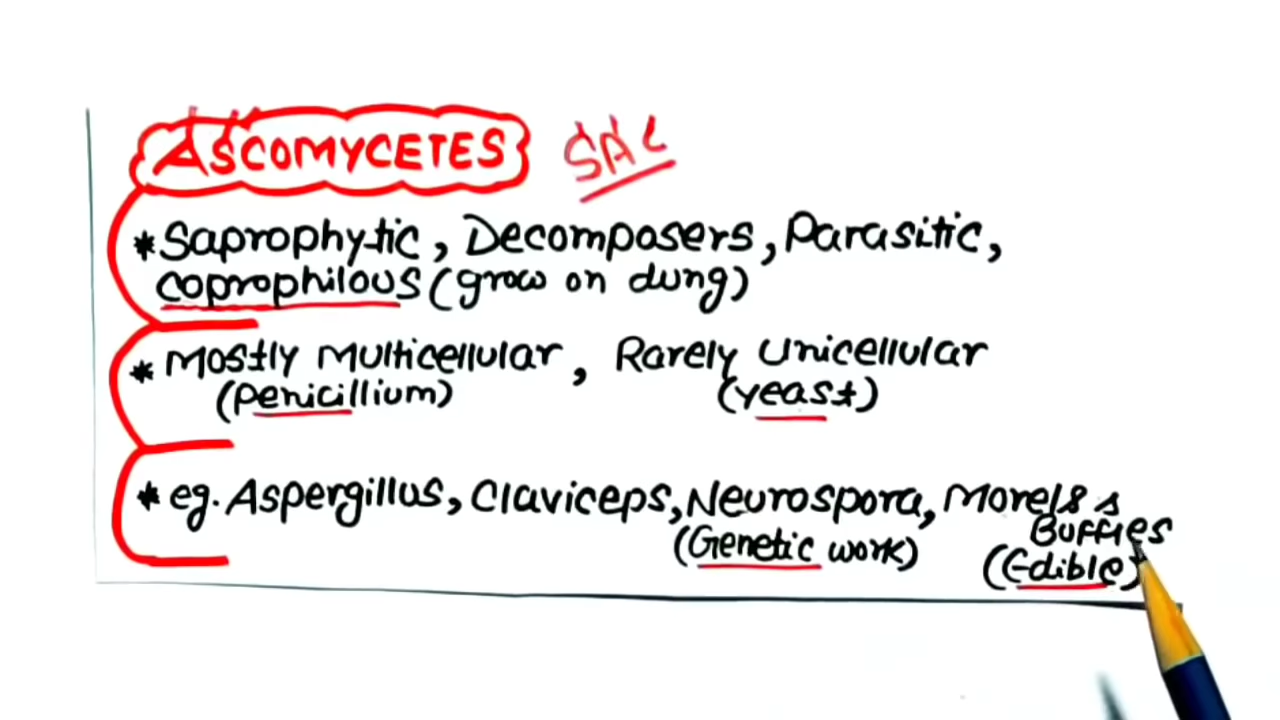 ASCOMYCETES SAC
* Saprophytic, Decomposers, Parasitic,
coprophilous (grow on dung)
* Mostly Multicellular, Rarely Unicellular
(Penicillium) (yeast)
* eg. Aspergillus, Claviceps, Neurospora, Morels &
Buffles
(Genetic work) (Edible)